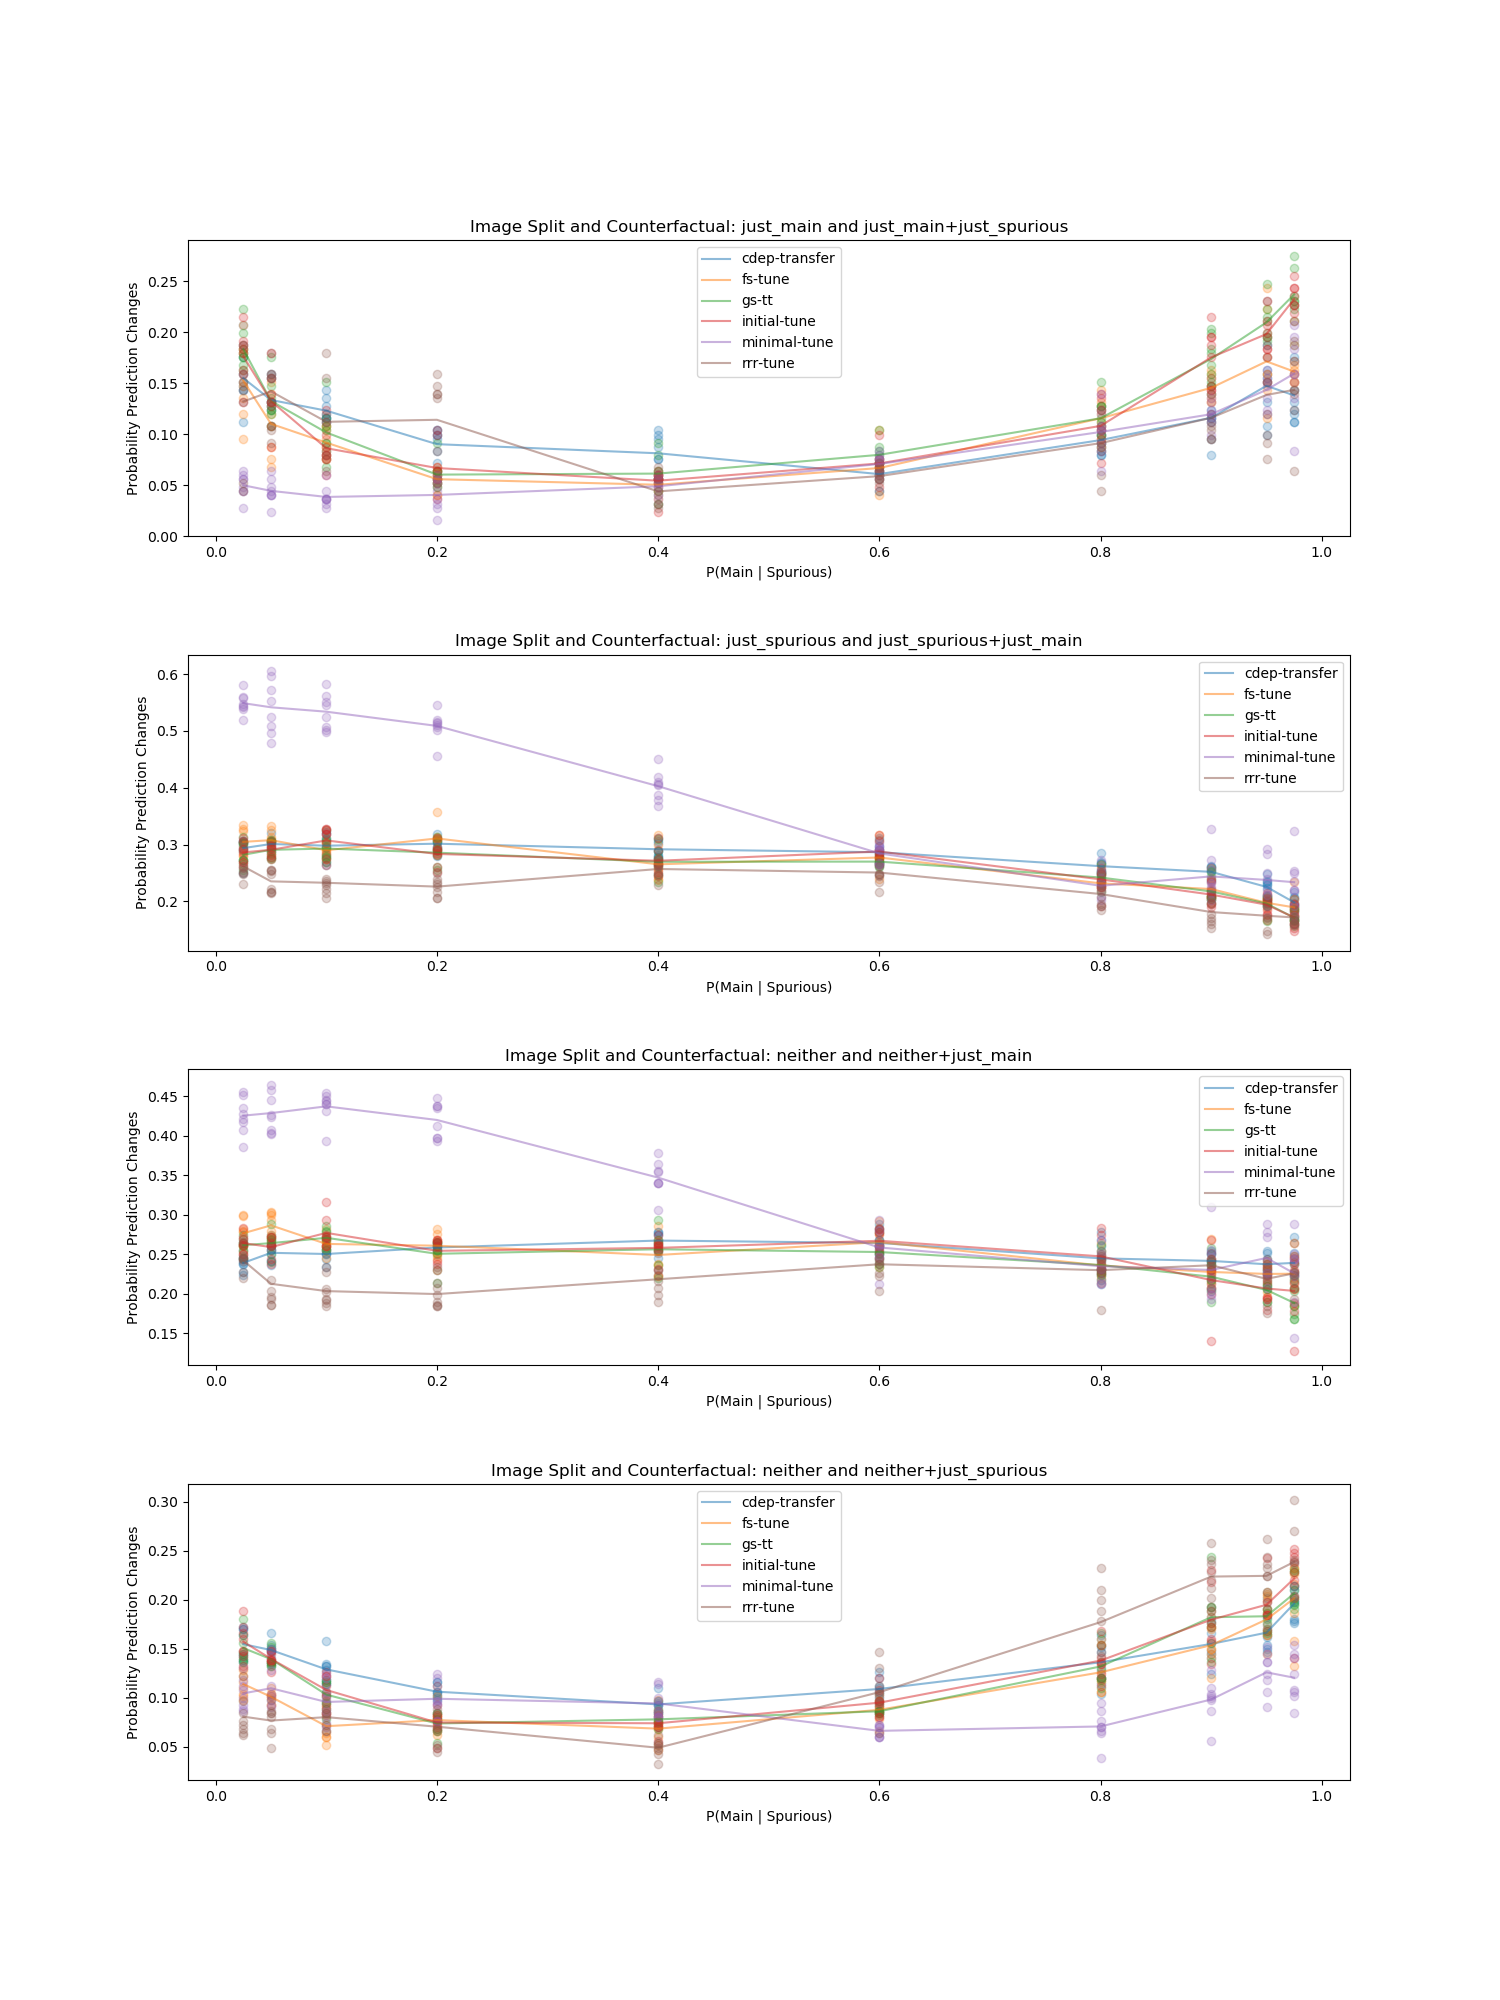 Image Split and Counterfactual: just_main and just_main+just_spurious
Probability Prediction Changes
0.25
0.20
0.15
0.10
0.05
0.00
cdep-transfer
fs-tune
gs-tt
initial-tune
minimal-tune
rrr-tune
0.0 0.2 0.4 0.6 0.8 1.0
P(Main | Spurious)
Image Split and Counterfactual: just_spurious and just_spurious+just_main
Probability Prediction Changes
0.6
0.5
0.4
0.3
0.2
cdep-transfer
fs-tune
gs-tt
initial-tune
minimal-tune
rrr-tune
0.0 0.2 0.4 0.6 0.8 1.0
P(Main | Spurious)
Image Split and Counterfactual: neither and neither+just_main
Probability Prediction Changes
0.45
0.40
0.35
0.30
0.25
0.20
0.15
cdep-transfer
fs-tune
gs-tt
initial-tune
minimal-tune
rrr-tune
0.0 0.2 0.4 0.6 0.8 1.0
P(Main | Spurious)
Image Split and Counterfactual: neither and neither+just_spurious
Probability Prediction Changes
0.30
0.25
0.20
0.15
0.10
0.05
cdep-transfer
fs-tune
gs-tt
initial-tune
minimal-tune
rrr-tune
0.0 0.2 0.4 0.6 0.8 1.0
P(Main | Spurious)